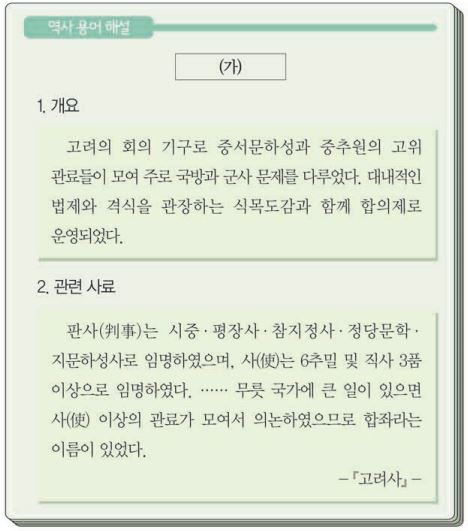 역사 용어 해설
(가)
1. 개요
고려의 회의 기구로 중서문하성과 중추원의 고위
관료들이 모여 주로 국방과 군사 문제를 다루었다. 대내적인
법제와 격식을 관장하는 식목도감과 함께 합의제로
운영되었다.
2. 관련 사료
판사(判事)는 시중·평장사·참지정사·정당문학·
지문하성사로 임명하였으며, 사(使)는 6추밀 및 직사 3품
이상으로 임명하였다. …… 무릇 국가에 큰 일이 있으면
사(使) 이상의 관료가 모여서 의논하였으므로 합좌라는
이름이 있었다.
-『고려사』-